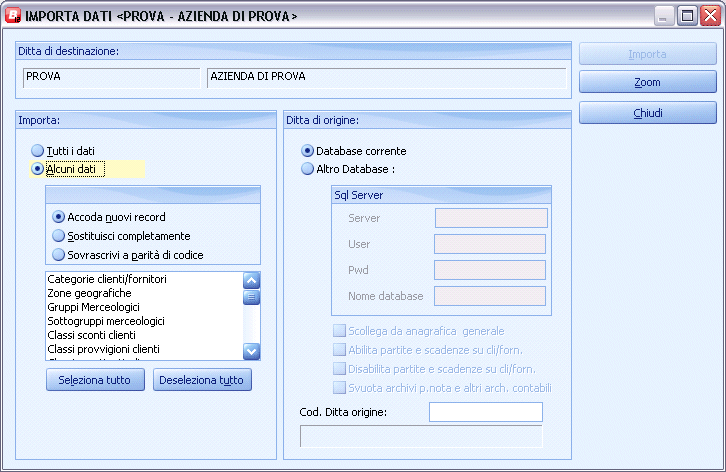 IMPORTA DATI <PROVA - AZIENDA DI PROVA>
Ditta di destinazione:
PROVA
AZIENDA DI PROVA
Importa
Zoom
Chiudi
Importa:
Tutti i dati
Alcuni dati
Accoda nuovi record
Sostituisci completamente
Sovrascrivi a parità di codice
Categorie clienti/fornitori
Zone geografiche
Gruppi Merceologici
Sottogruppi merceologici
Classi sconti clienti
Classi provvigioni clienti
Seleziona tutto
Deseleziona tutto
Ditta di origine:
Database corrente
Altro Database :
Sql Server
Server
User
Pwd
Nome database
Scollega da anagrafica generale
Abilita partite e scadenze su cli/forn.
Disabilita partite e scadenze su cli/forn.
Svuota archivi p.nota e altri arch. contabili
Cod. Ditta origine: